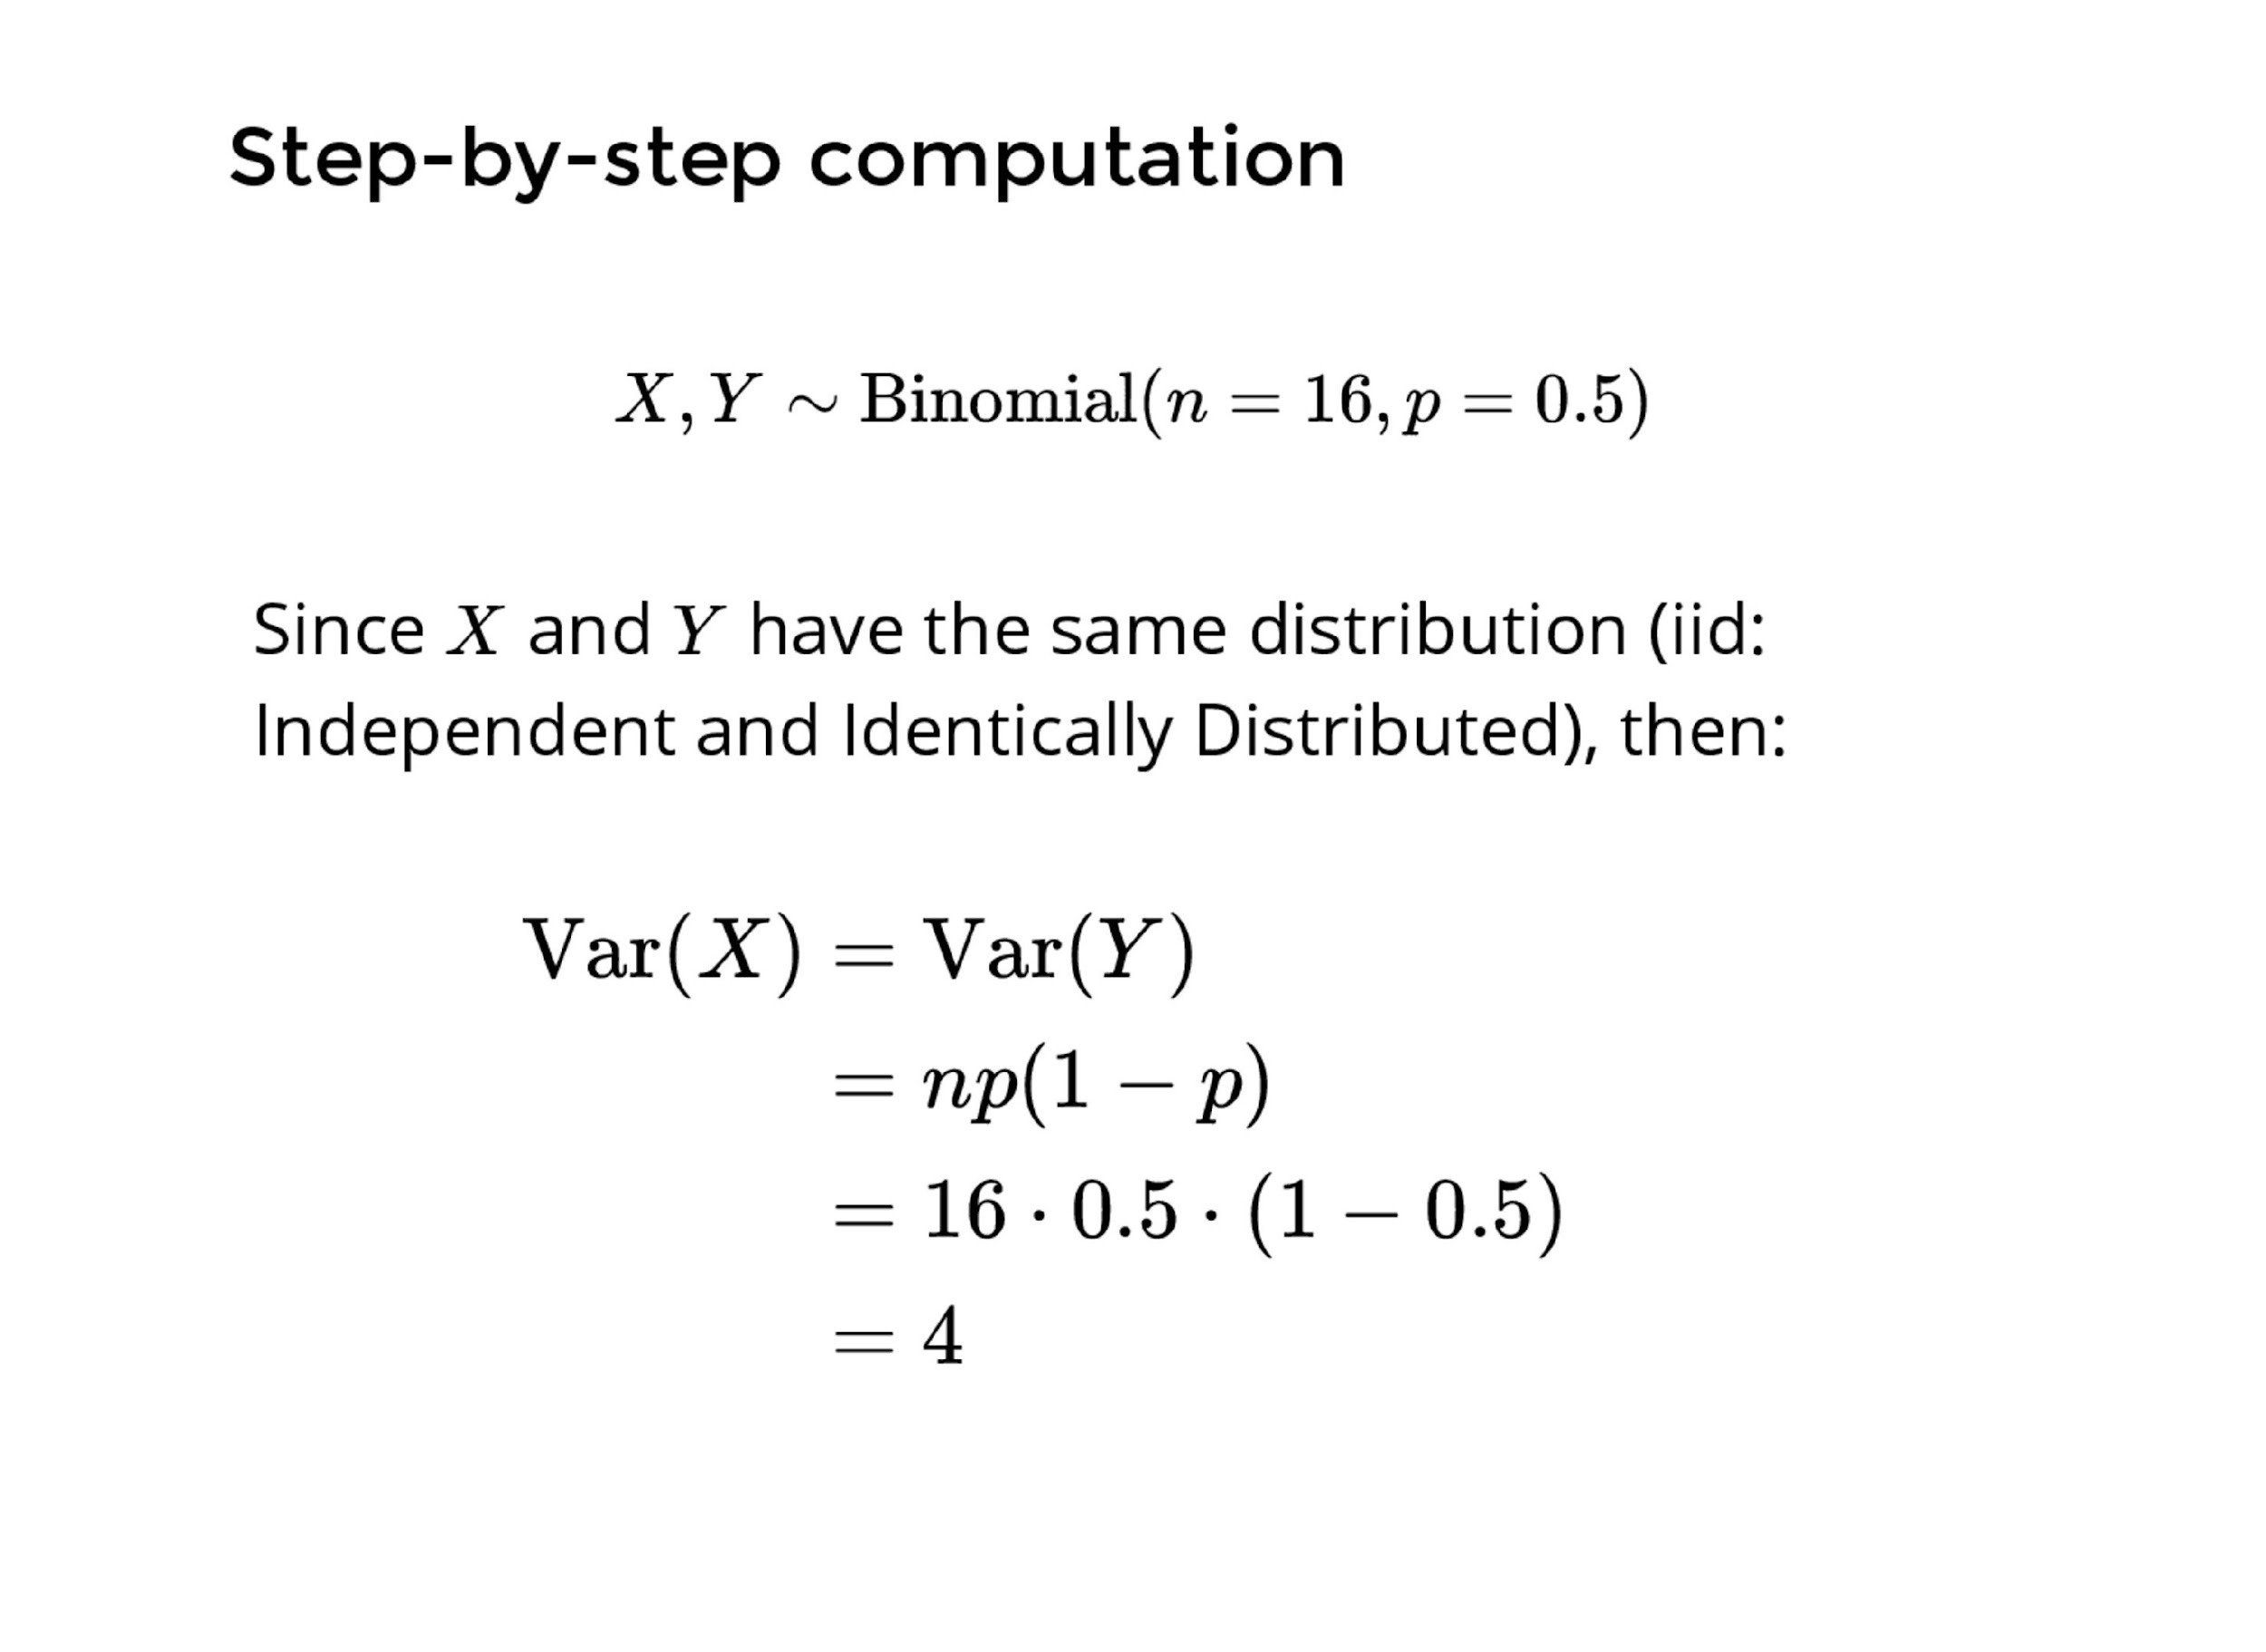 Step-by-step computation
X, Y ∼ Binomial(n = 16, p = 0.5)
Since X and Y have the same distribution (iid:
Independent and Identically Distributed), then:
Var(X) = Var(Y)
= np(1 − p)
= 16 · 0.5 · (1 − 0.5)
= 4